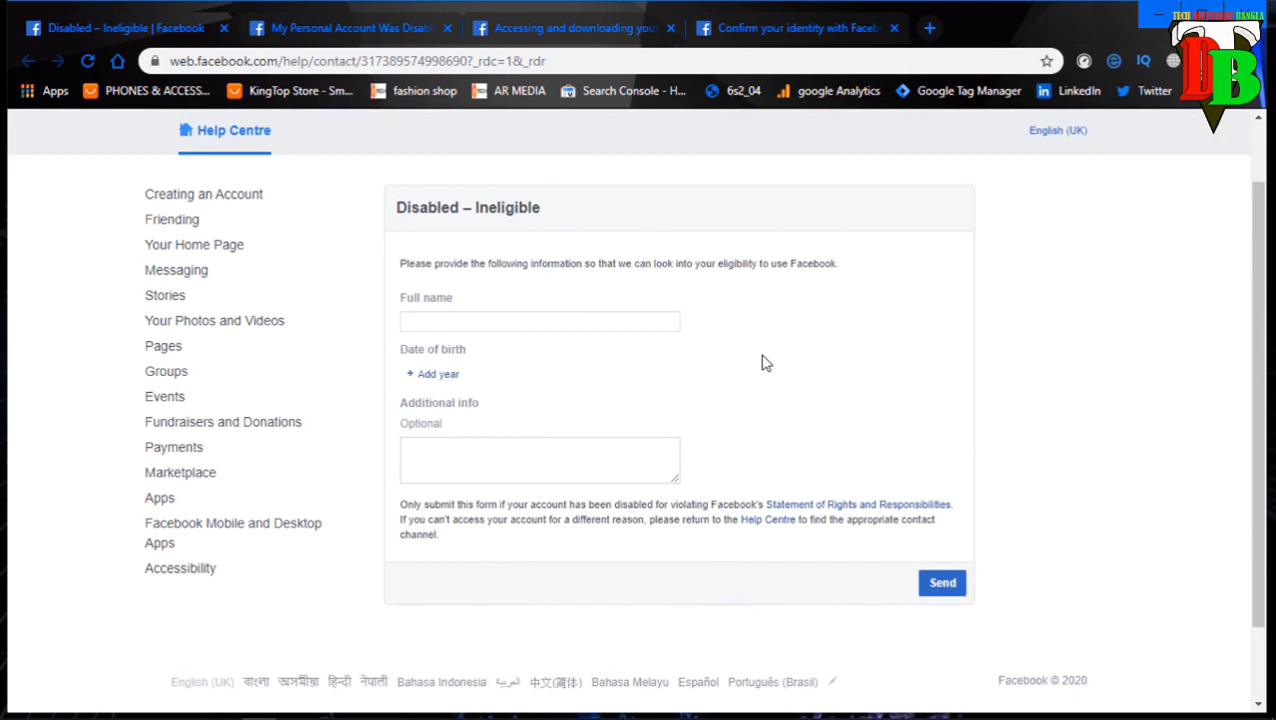 Disabled – Ineligible | Facebook
My Personal Account Was Disabl
Accessing and downloading your
Confirm your identity with Faceb
TECH
BANGLA
DB
web.facebook.com/help/contact/317389574998690?_rdc=1&_rdr
IQ
Apps
PHONES & ACCESS...
KingTop Store - Sm...
fashion shop
AR MEDIA
Search Console - H...
6s2_04
google Analytics
Google Tag Manager
LinkedIn
Twitter
Help Centre
English (UK)
Creating an Account
Friending
Your Home Page
Messaging
Stories
Your Photos and Videos
Pages
Groups
Events
Fundraisers and Donations
Payments
Marketplace
Apps
Facebook Mobile and Desktop
Apps
Accessibility
Disabled – Ineligible
Please provide the following information so that we can look into your eligibility to use Facebook.
Full name
Date of birth
+ Add year
Additional info
Optional
Only submit this form if your account has been disabled for violating Facebook's Statement of Rights and Responsibilities.
If you can't access your account for a different reason, please return to the Help Centre to find the appropriate contact
channel.
Send
English (UK) বাংলা অসমীয়া हिन्दी नेपाली Bahasa Indonesia العربية 中文(简体) Bahasa Melayu Español Português (Brasil)
Facebook © 2020